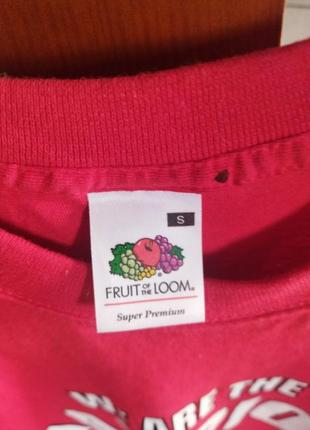 S
FRUIT OF THE LOOM®
Super Premium
WE ARE THE